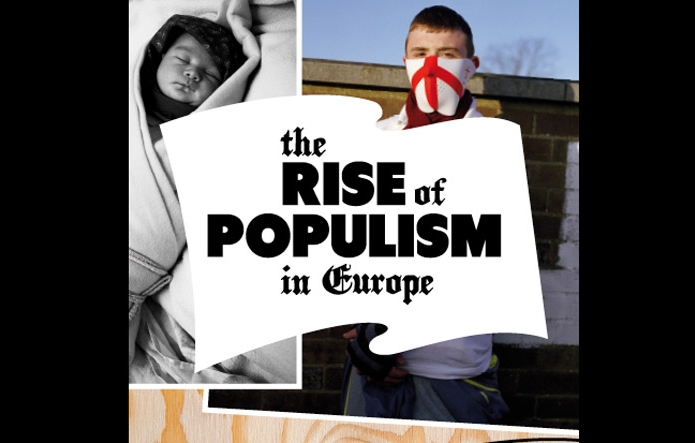 the
RISE of
POPULISM
in Europe